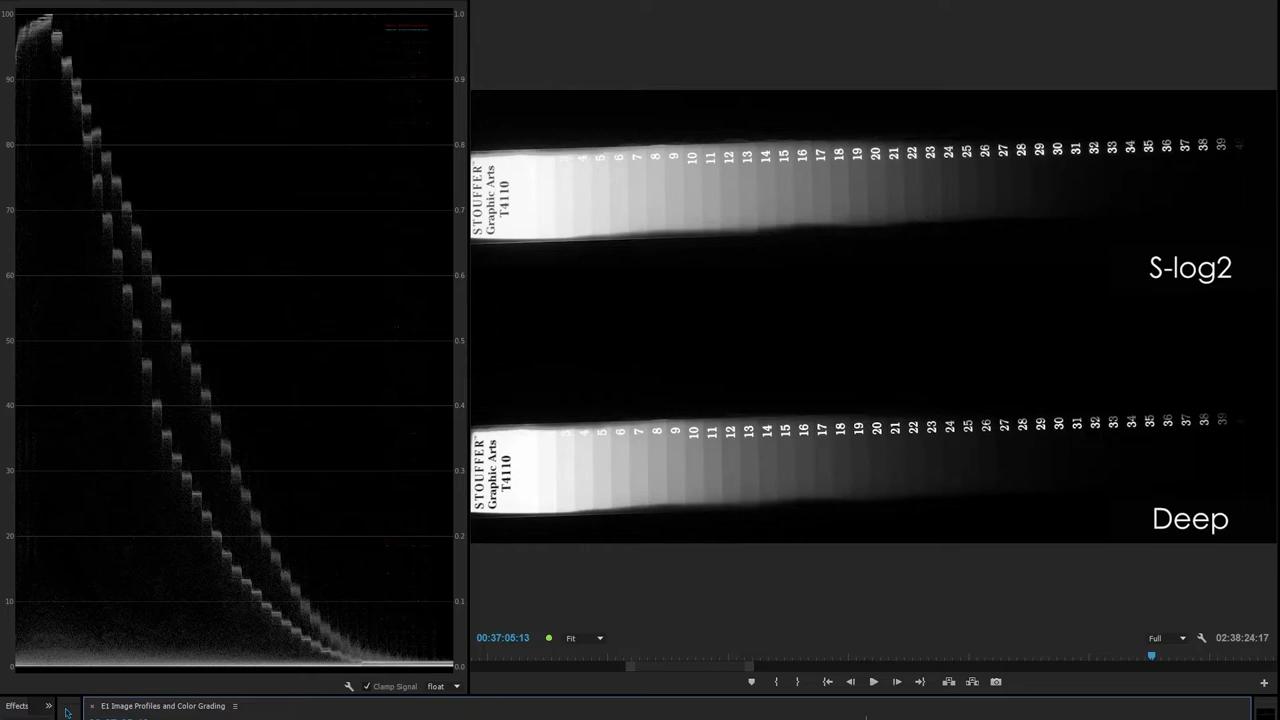 100
90
80
70
60
50
40
30
20
10
0
1.0
0.9
0.8
0.7
0.6
0.5
0.4
0.3
0.2
0.1
0.0
STOUFFER
Graphic Arts
T4110
4 5 6 7 8 9 10 11 12 13 14 15 16 17 18 19 20 21 22 23 24 25 26 27 28 29 30 31 32 33 34 35 36 37 38 39
S-log2
STOUFFER
Graphic Arts
T4110
4 5 6 7 8 9 10 11 12 13 14 15 16 17 18 19 20 21 22 23 24 25 26 27 28 29 30 31 32 33 34 35 36 37 38 39
Deep
00:37:05:13
Fit
Full
02:38:24:17
Clamp Signal
float
Effects
E1 Image Profiles and Color Grading